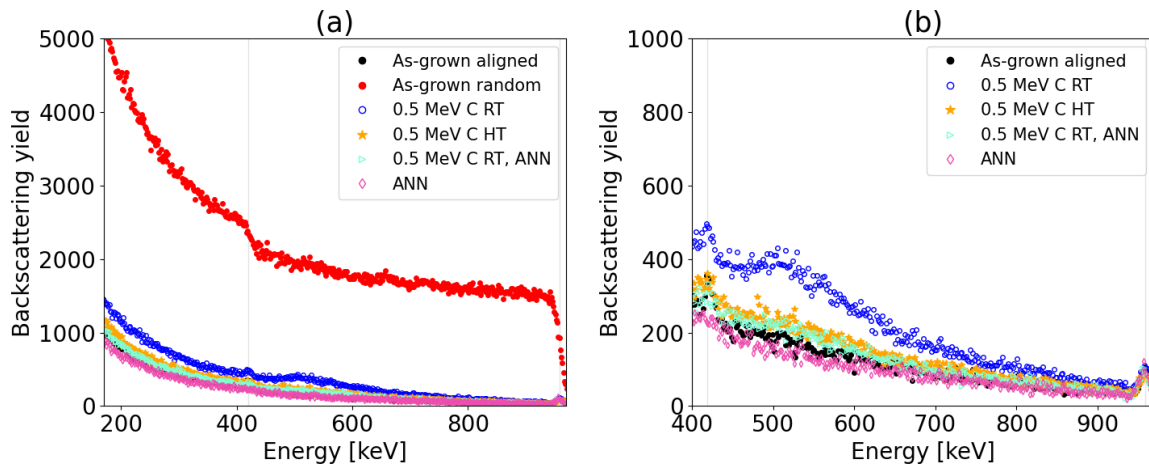 (a)
5000
4000
3000
2000
1000
0
Backscattering yield
200
400
600
800
Energy [keV]
As-grown aligned
As-grown random
0.5 MeV C RT
0.5 MeV C HT
0.5 MeV C RT, ANN
ANN
(b)
1000
800
600
400
200
0
Backscattering yield
400
500
600
700
800
900
Energy [keV]
As-grown aligned
0.5 MeV C RT
0.5 MeV C HT
0.5 MeV C RT, ANN
ANN